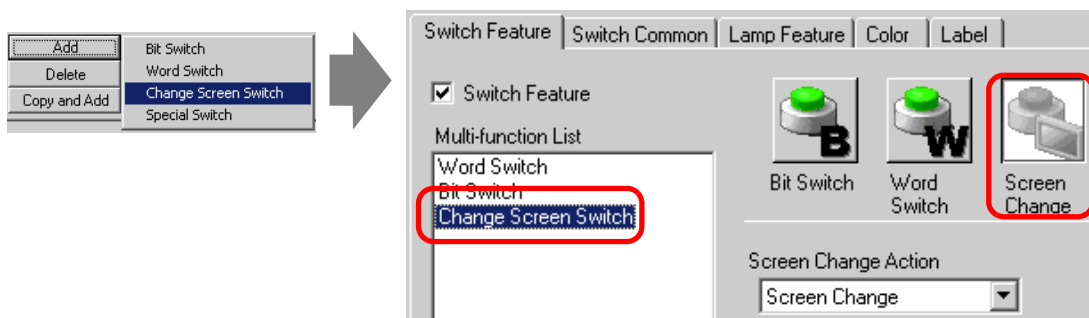 Add
Delete
Copy and Add
Bit Switch
Word Switch
Change Screen Switch
Special Switch
Switch Feature Switch Common Lamp Feature Color Label
Switch Feature
Multi-function List
Word Switch
Bit Switch
Change Screen Switch
B
W
Bit Switch
Word
Switch
Screen
Change
Screen Change Action
Screen Change